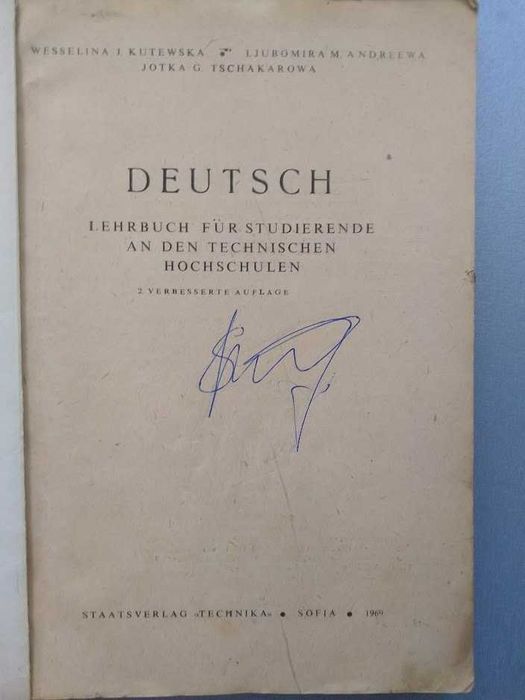 WESSELINA J. KUTEWSKA • LJUBOMIRA M. ANDREEWA
JOTKA G. TSCHAKAROWA
DEUTSCH
LEHRBUCH FÜR STUDIERENDE
AN DEN TECHNISCHEN
HOCHSCHULEN
2. VERBESSERTE AUFLAGE
STAATSVERLAG «TECHNIKA» • SOFIA • 1969